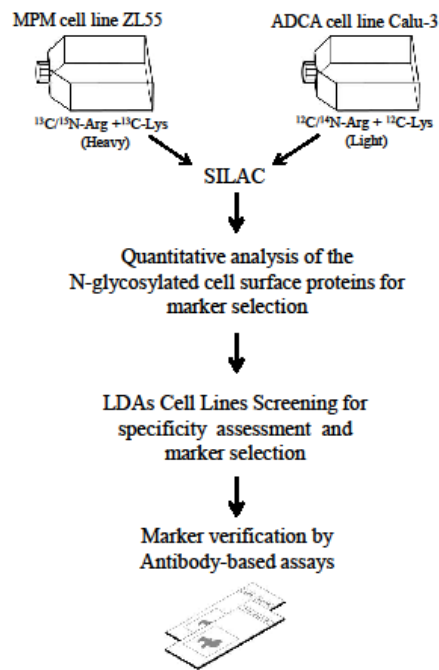 MPM cell line ZL55
ADCA cell line Calu-3
¹³C/¹⁵N-Arg +¹³C-Lys
(Heavy)
¹²C/¹⁴N-Arg + ¹²C-Lys
(Light)
SILAC
Quantitative analysis of the
N-glycosylated cell surface proteins for
marker selection
LDAs Cell Lines Screening for
specificity assessment and
marker selection
Marker verification by
Antibody-based assays